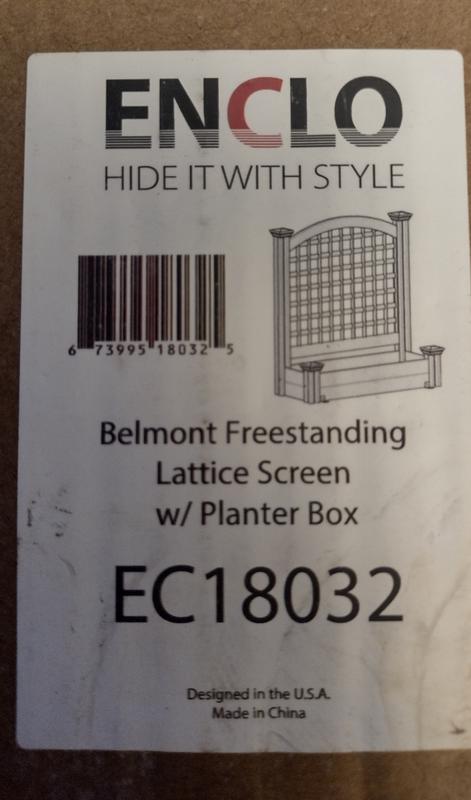 ENCLO
HIDE IT WITH STYLE
6 73995 18032 5
Belmont Freestanding
Lattice Screen
w/ Planter Box
EC18032
Designed in the U.S.A.
Made in China